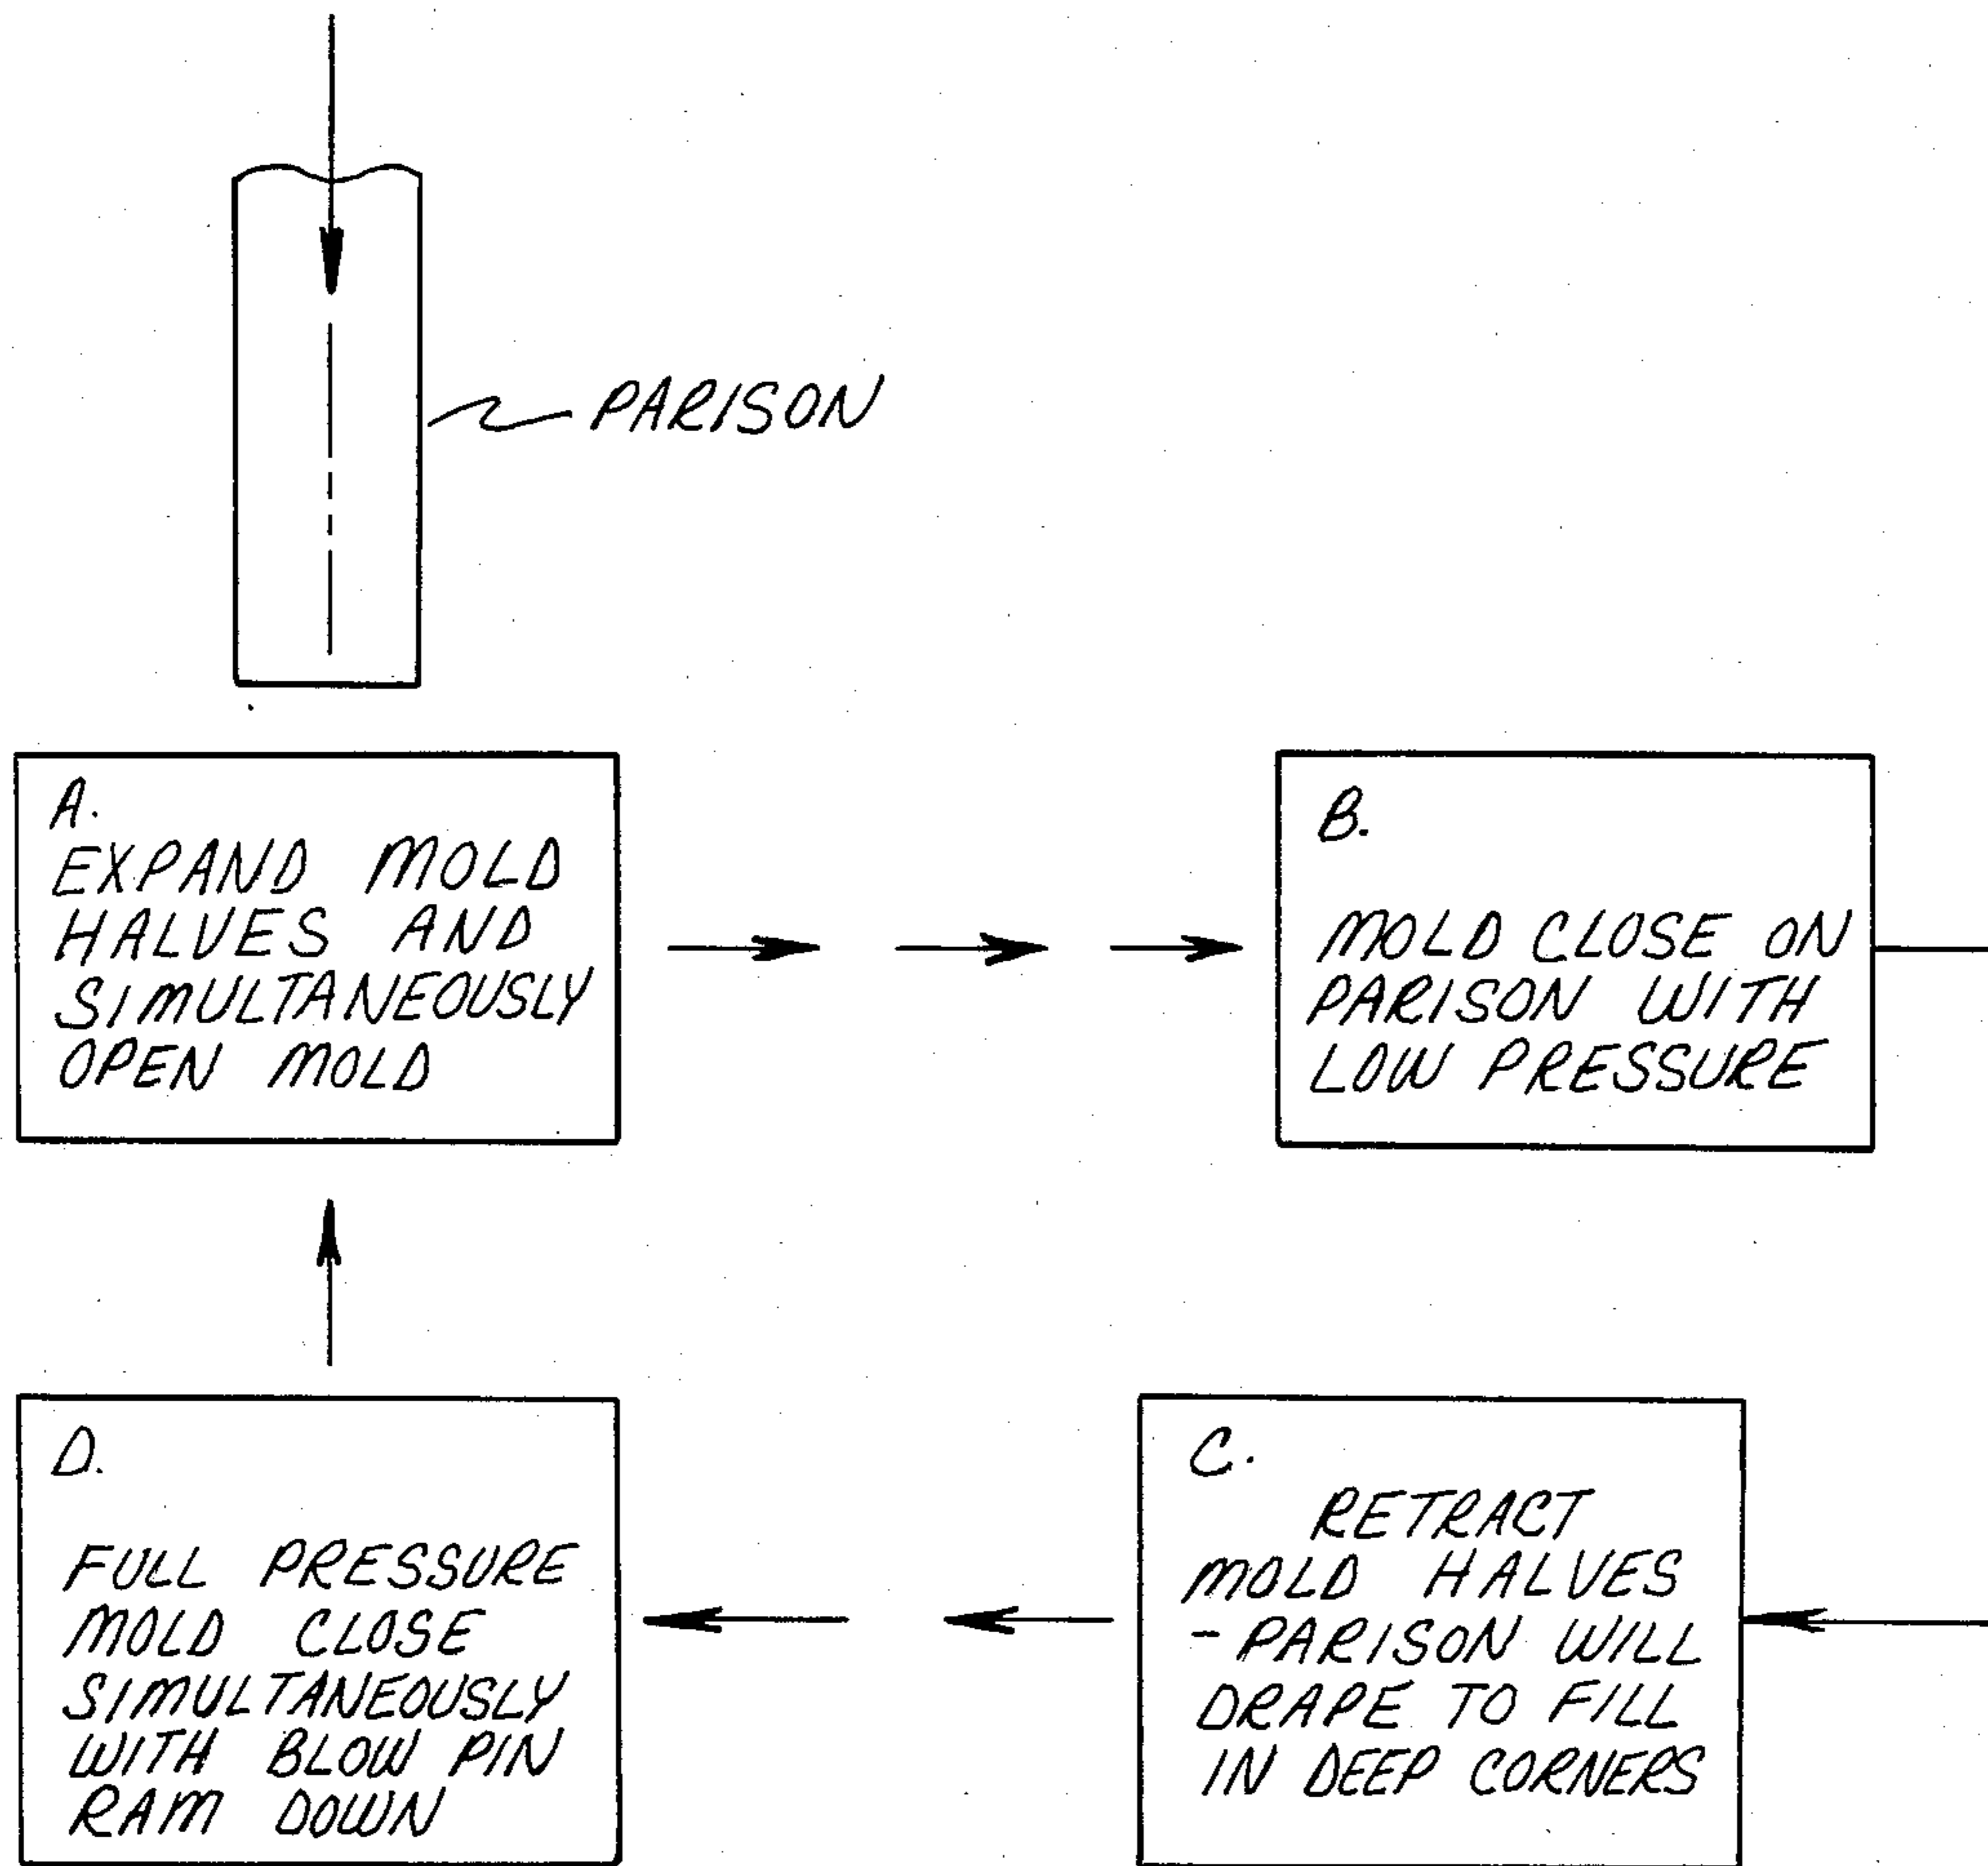 PARISON
A.
EXPAND MOLD
HALVES AND
SIMULTANEOUSLY
OPEN MOLD
B.
MOLD CLOSE ON
PARISON WITH
LOW PRESSURE
C.
RETRACT
MOLD HALVES
- PARISON WILL
DRAPE TO FILL
IN DEEP CORNERS
D.
FULL PRESSURE
MOLD CLOSE
SIMULTANEOUSLY
WITH BLOW PIN
RAM DOWN